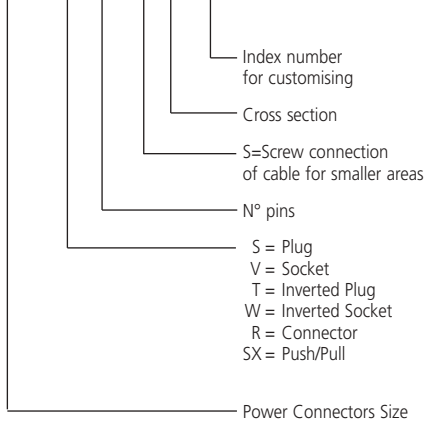 Index number
for customising
Cross section
S=Screw connection
of cable for smaller areas
N° pins
S = Plug
V = Socket
T = Inverted Plug
W = Inverted Socket
R = Connector
SX = Push/Pull
Power Connectors Size